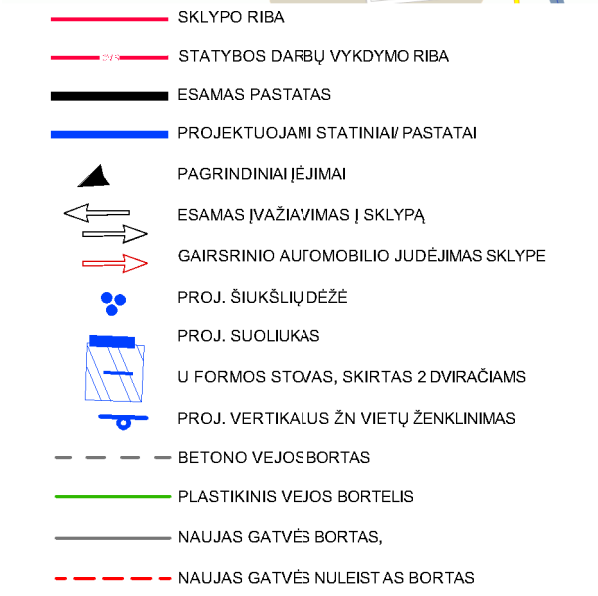 SKLYPO RIBA
STATYBOS DARBŲ VYKDYMO RIBA
ESAMAS PASTATAS
PROJEKTUOJAMI STATINIAI/ PASTATAI
PAGRINDINIAI ĮĖJIMAI
ESAMAS ĮVAŽIAVIMAS Į SKLYPĄ
GAIRSRINIO AUTOMOBILIO JUDĖJIMAS SKLYPE
PROJ. ŠIUKŠLIŲ DĖŽĖ
PROJ. SUOLIUKAS
U FORMOS STOVAS, SKIRTAS 2 DVIRAČIAMS
PROJ. VERTIKALUS ŽN VIETŲ ŽENKLINIMAS
BETONO VEJOS BORTAS
PLASTIKINIS VEJOS BORTELIS
NAUJAS GATVĖS BORTAS,
NAUJAS GATVĖS NULEISTAS BORTAS